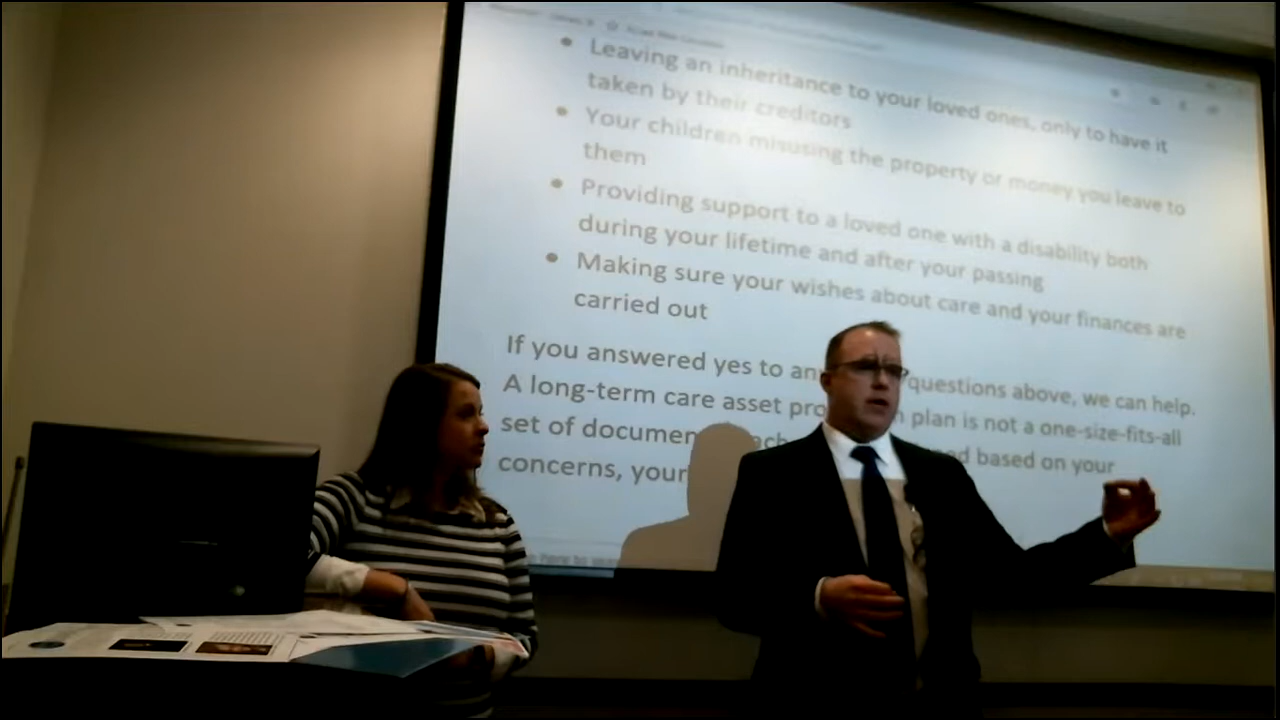 • Leaving an inheritance to your loved ones, only to have it
taken by their creditors
• Your children misusing the property or money you leave to
them
• Providing support to a loved one with a disability both
during your lifetime and after your passing
• Making sure your wishes about care and your finances are
carried out
If you answered yes to an questions above, we can help.
A long-term care asset pro n plan is not a one-size-fits-all
set of documen ach ed based on your
concerns, your